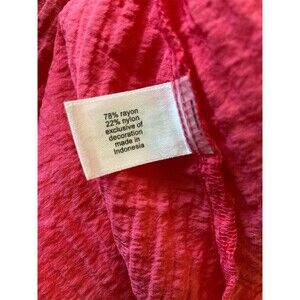 78% rayon
22% nylon
exclusive of
decoration
made in
Indonesia